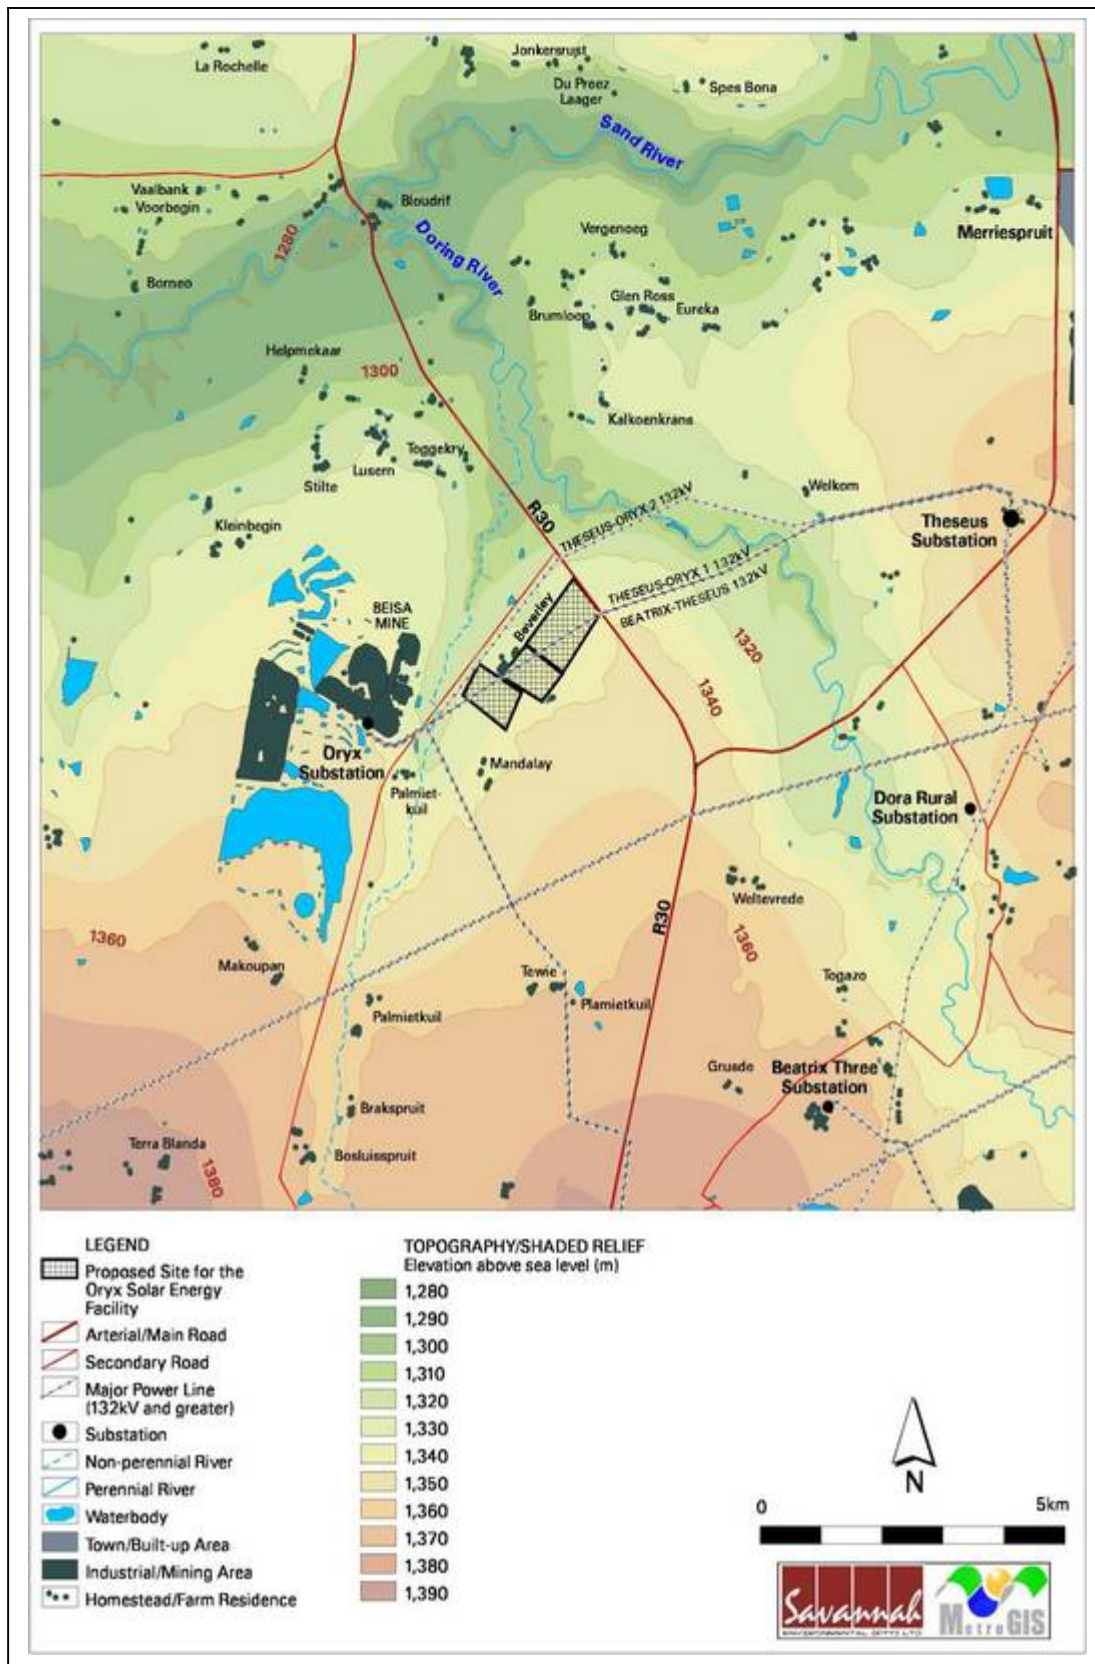 La Rochelle
Jonkersrust
Du Preez
Laager
Spes Bona
Sand River
Vaalbank
Voorbegin
Bloudrif
Doring River
Vergenoeg
Merriespruit
1280
Borneo
Glen Ross
Brumloop
Eureka
Helpmekaar
1300
Kalkoenkrans
Toggekry
Lusern
Stilte
Welkom
Kleinbegin
R30
THESEUS-ORYX 2 132kV
Theseus
Substation
THESEUS-ORYX 1 132kV
BEATRIX-THESEUS 132kV
Beverley
BEISA
MINE
1320
1340
Oryx
Substation
Mandalay
Palmiet-
kuil
Dora Rural
Substation
Weltevrede
R30
1360
1360
Makoupan
Tewie
Togazo
Plamietkuil
Palmietkuil
Grusde
Beatrix Three
Substation
Brakspruit
Terra Blanda
Bosluisspruit
1380
LEGEND
Proposed Site for the
Oryx Solar Energy
Facility
Arterial/Main Road
Secondary Road
Major Power Line
(132kV and greater)
Substation
Non-perennial River
Perennial River
Waterbody
Town/Built-up Area
Industrial/Mining Area
Homestead/Farm Residence
TOPOGRAPHY/SHADED RELIEF
Elevation above sea level (m)
1,280
1,290
1,300
1,310
1,320
1,330
1,340
1,350
1,360
1,370
1,380
1,390
N
0 5km
Savannah
MetroGIS